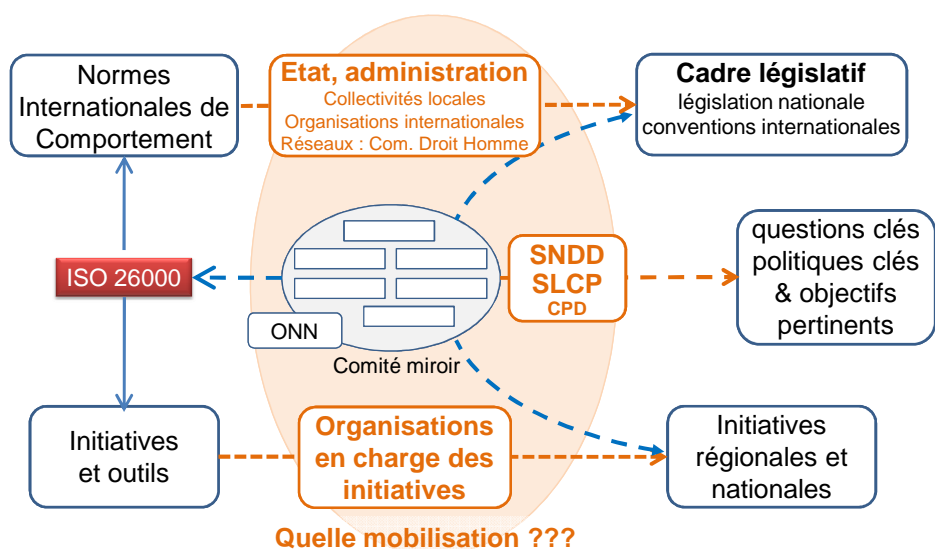 Normes
Internationales de
Comportement
Etat, administration
Collectivités locales
Organisations internationales
Réseaux : Com. Droit Homme
Cadre législatif
législation nationale
conventions internationales
ISO 26000
ONN
Comité miroir
SNDD
SLCP
CPD
questions clés
politiques clés
& objectifs
pertinents
Initiatives
et outils
Organisations
en charge des
initiatives
Initiatives
régionales et
nationales
Quelle mobilisation ???